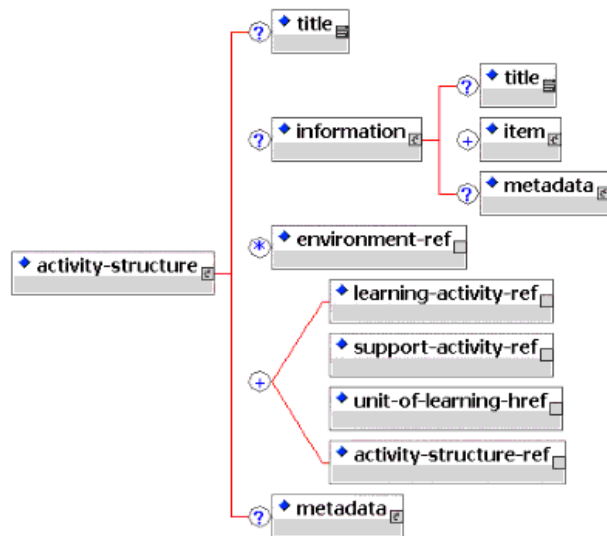 ? title
? information
? title
+ item
? metadata
* environment-ref
activity-structure
+
learning-activity-ref
support-activity-ref
unit-of-learning-href
activity-structure-ref
? metadata